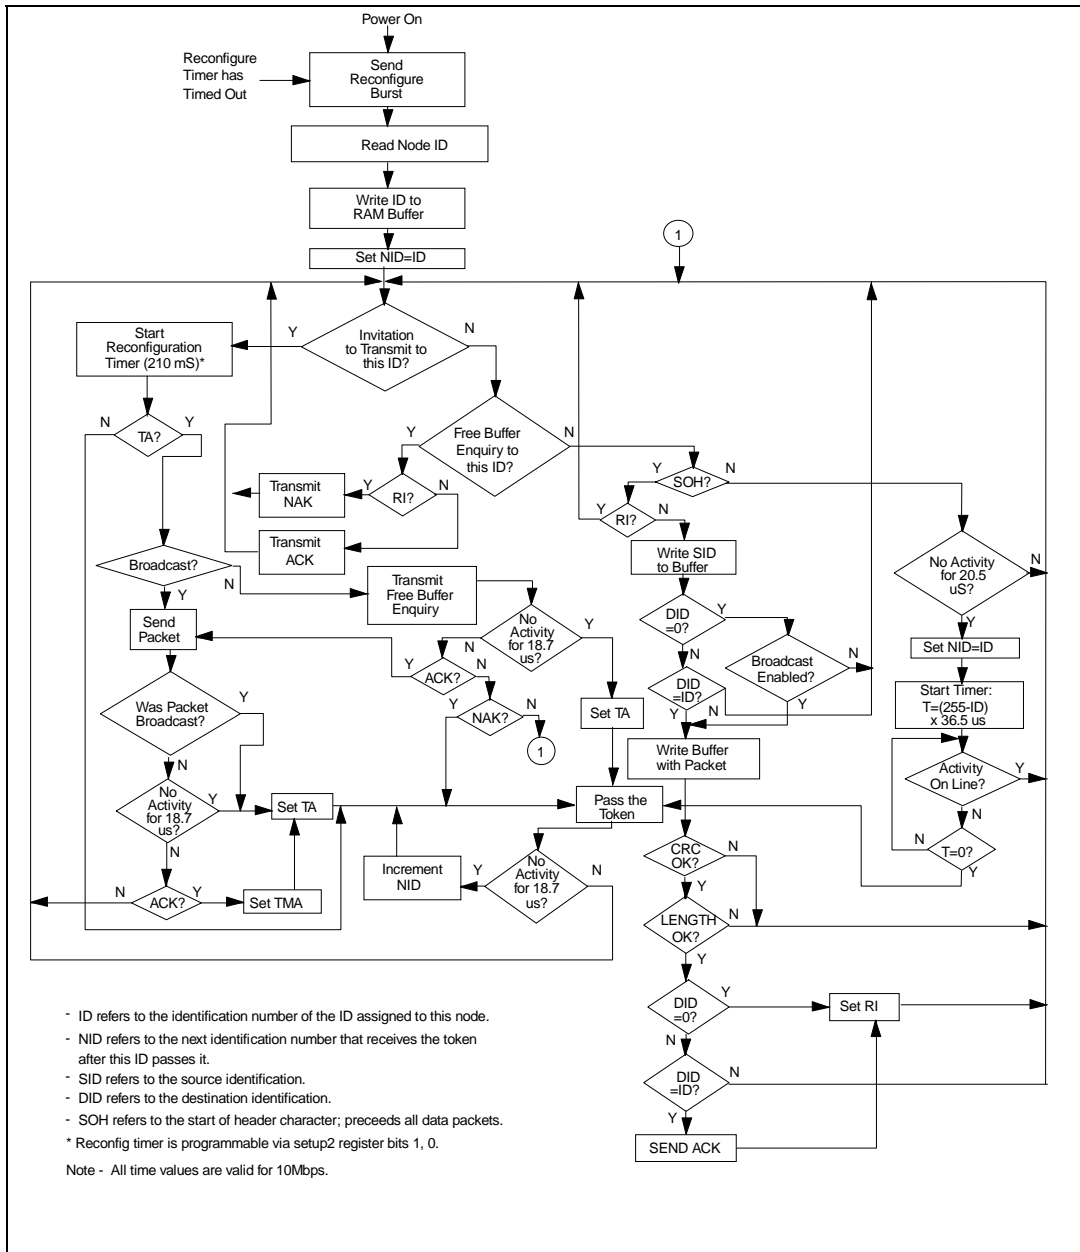 Power On
Reconfigure
Timer has
Timed Out
Send
Reconfigure
Burst
Read Node ID
Write ID to
RAM Buffer
Set NID=ID
1
Start
Reconfiguration
Timer (210 mS)*
Y
Invitation
to Transmit to
this ID?
N
N
TA?
Y
Y
Free Buffer
Enquiry to
this ID?
N
Transmit
NAK
Y
RI?
N
Transmit
ACK
Y
SOH?
N
Y
RI?
N
Write SID
to Buffer
No Activity
for 20.5
uS?
N
Y
Broadcast?
N
Y
Transmit
Free Buffer
Enquiry
No
Activity
for 18.7
us?
Y
N
DID
=0?
Y
N
Broadcast
Enabled?
N
Y
Set NID=ID
Send
Packet
Y
ACK?
N
DID
=ID?
N
Y
Start Timer:
T=(255-ID)
x 36.5 us
Was Packet
Broadcast?
Y
N
Y
NAK?
N
1
Set TA
Write Buffer
with Packet
Activity
On Line?
Y
N
No
Activity
for 18.7
us?
Y
N
Set TA
Pass the
Token
N
T=0?
Y
CRC
OK?
N
Y
Increment
NID
Y
No
Activity
for 18.7
us?
N
N
ACK?
Y
Set TMA
LENGTH
OK?
N
Y
DID
=0?
Y
N
Set RI
DID
=ID?
N
Y
SEND ACK
- ID refers to the identification number of the ID assigned to this node.
- NID refers to the next identification number that receives the token
after this ID passes it.
- SID refers to the source identification.
- DID refers to the destination identification.
- SOH refers to the start of header character; preceeds all data packets.
* Reconfig timer is programmable via setup2 register bits 1, 0.
Note - All time values are valid for 10Mbps.